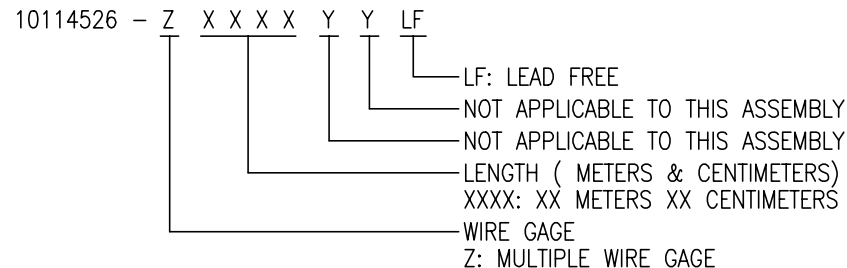 10114526 - Z X X X X Y Y LF
LF: LEAD FREE
NOT APPLICABLE TO THIS ASSEMBLY
NOT APPLICABLE TO THIS ASSEMBLY
LENGTH ( METERS & CENTIMETERS)
XXXX: XX METERS XX CENTIMETERS
WIRE GAGE
Z: MULTIPLE WIRE GAGE